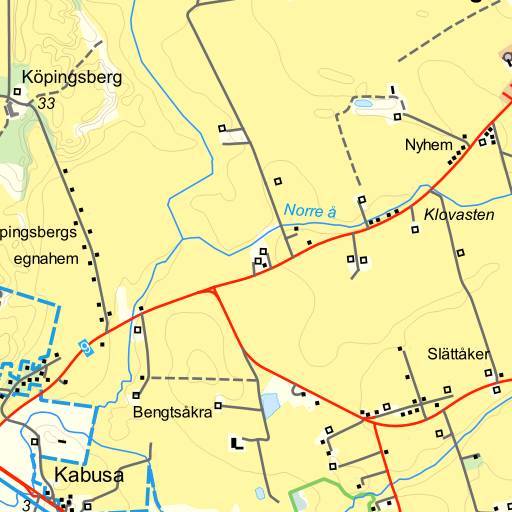 Köpingsberg
33
Nyhem
Norre å
Klovasten
pingsbergs
egnahem
Slättåker
Bengtsåkra
Kabusa
3